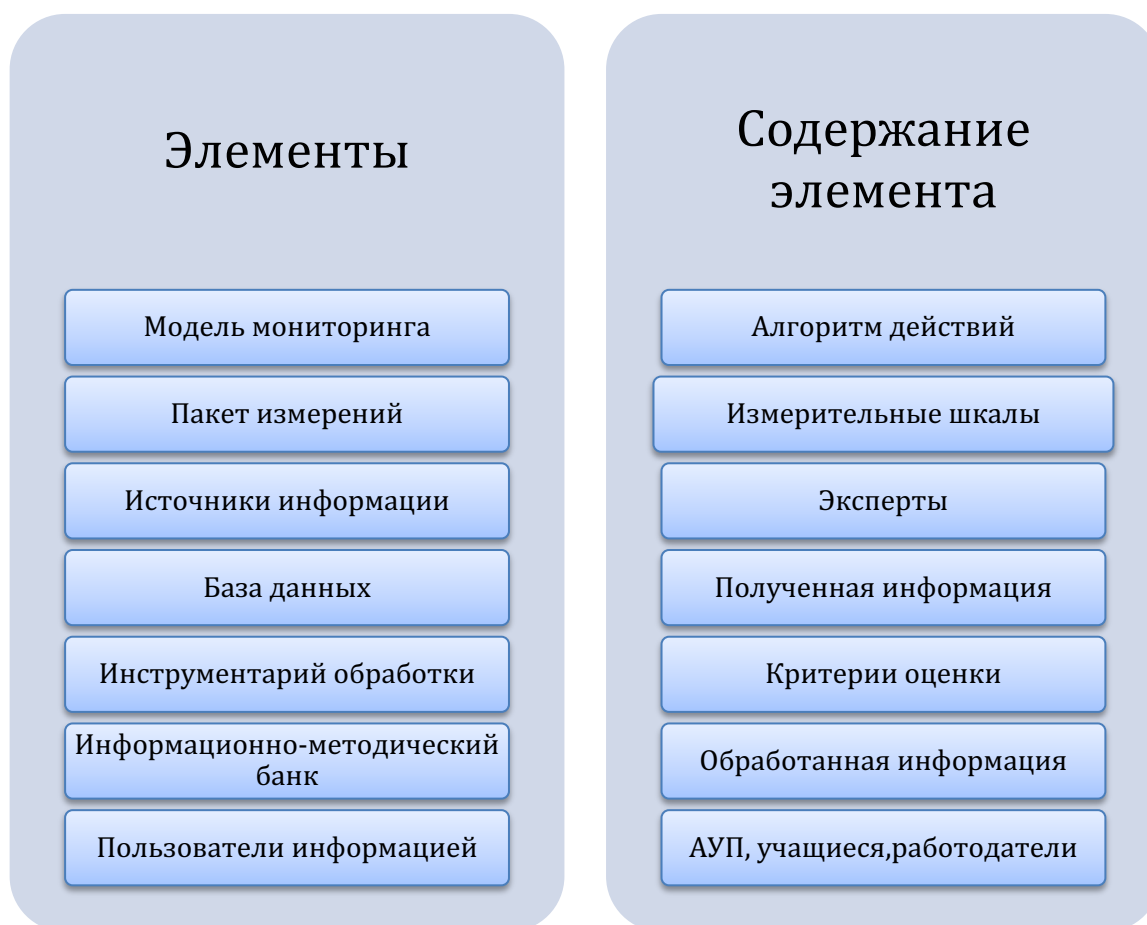 Элементы
Модель мониторинга
Пакет измерений
Источники информации
База данных
Инструментарий обработки
Информационно-методический
банк
Пользователи информацией
Содержание
элемента
Алгоритм действий
Измерительные шкалы
Эксперты
Полученная информация
Критерии оценки
Обработанная информация
АУП, учащиеся,работодатели